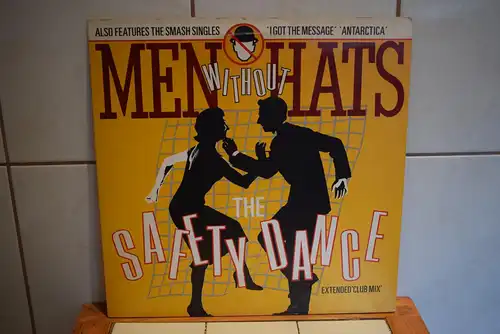 ALSO FEATURES THE SMASH SINGLES 'I GOT THE MESSAGE' 'ANTARCTICA'
MEN WITHOUT HATS
THE
SAFETY DANCE
EXTENDED 'CLUB MIX'